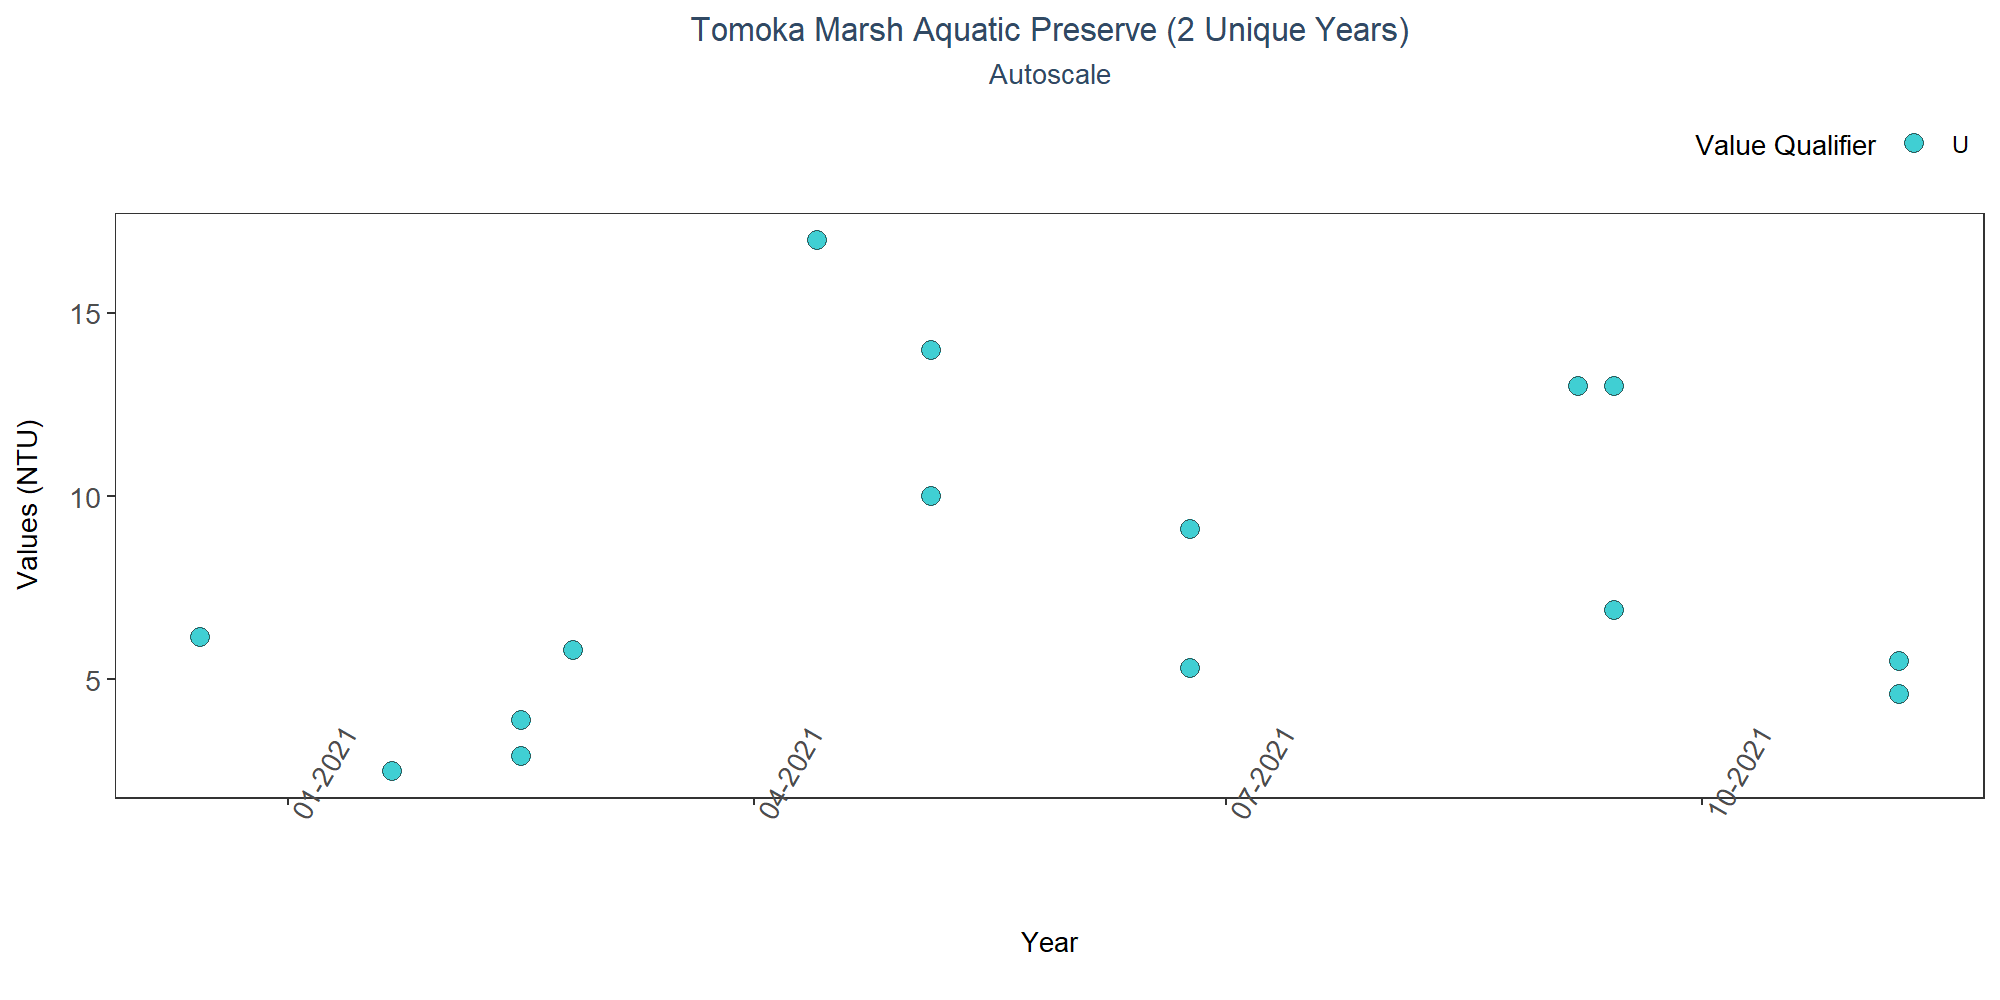 Tomoka Marsh Aquatic Preserve (2 Unique Years)
Autoscale
Value Qualifier U
Values (NTU)
15
10
5
01-2021
04-2021
07-2021
10-2021
Year